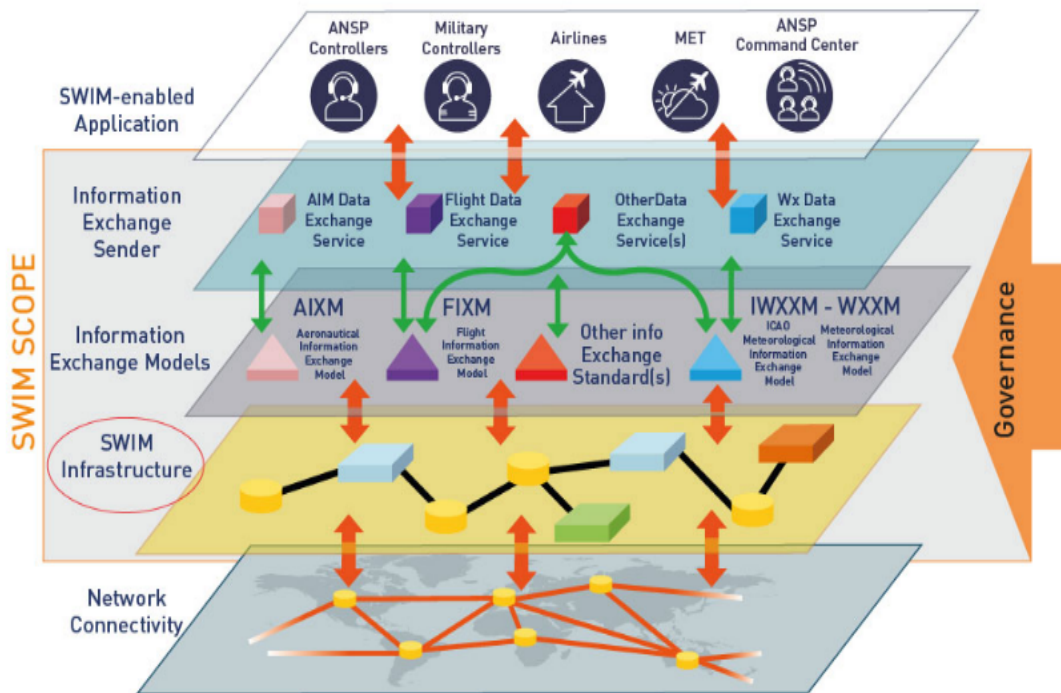 ANSP
Controllers
Military
Controllers
Airlines
MET
ANSP
Command Center
SWIM-enabled
Application
SWIM SCOPE
Information
Exchange
Sender
AIM Data
Exchange
Service
Flight Data
Exchange
Service
OtherData
Exchange
Service(s)
Wx Data
Exchange
Service
Governance
Information
Exchange Models
AIXM
Aeronautical
Information
Exchange
Model
FIXM
Flight
Information
Exchange
Model
Other info
Exchange
Standard(s)
IWXXM - WXXM
ICAO
Meteorological
Information
Exchange
Model
Meteorological
Information
Exchange
Model
SWIM
Infrastructure
Network
Connectivity